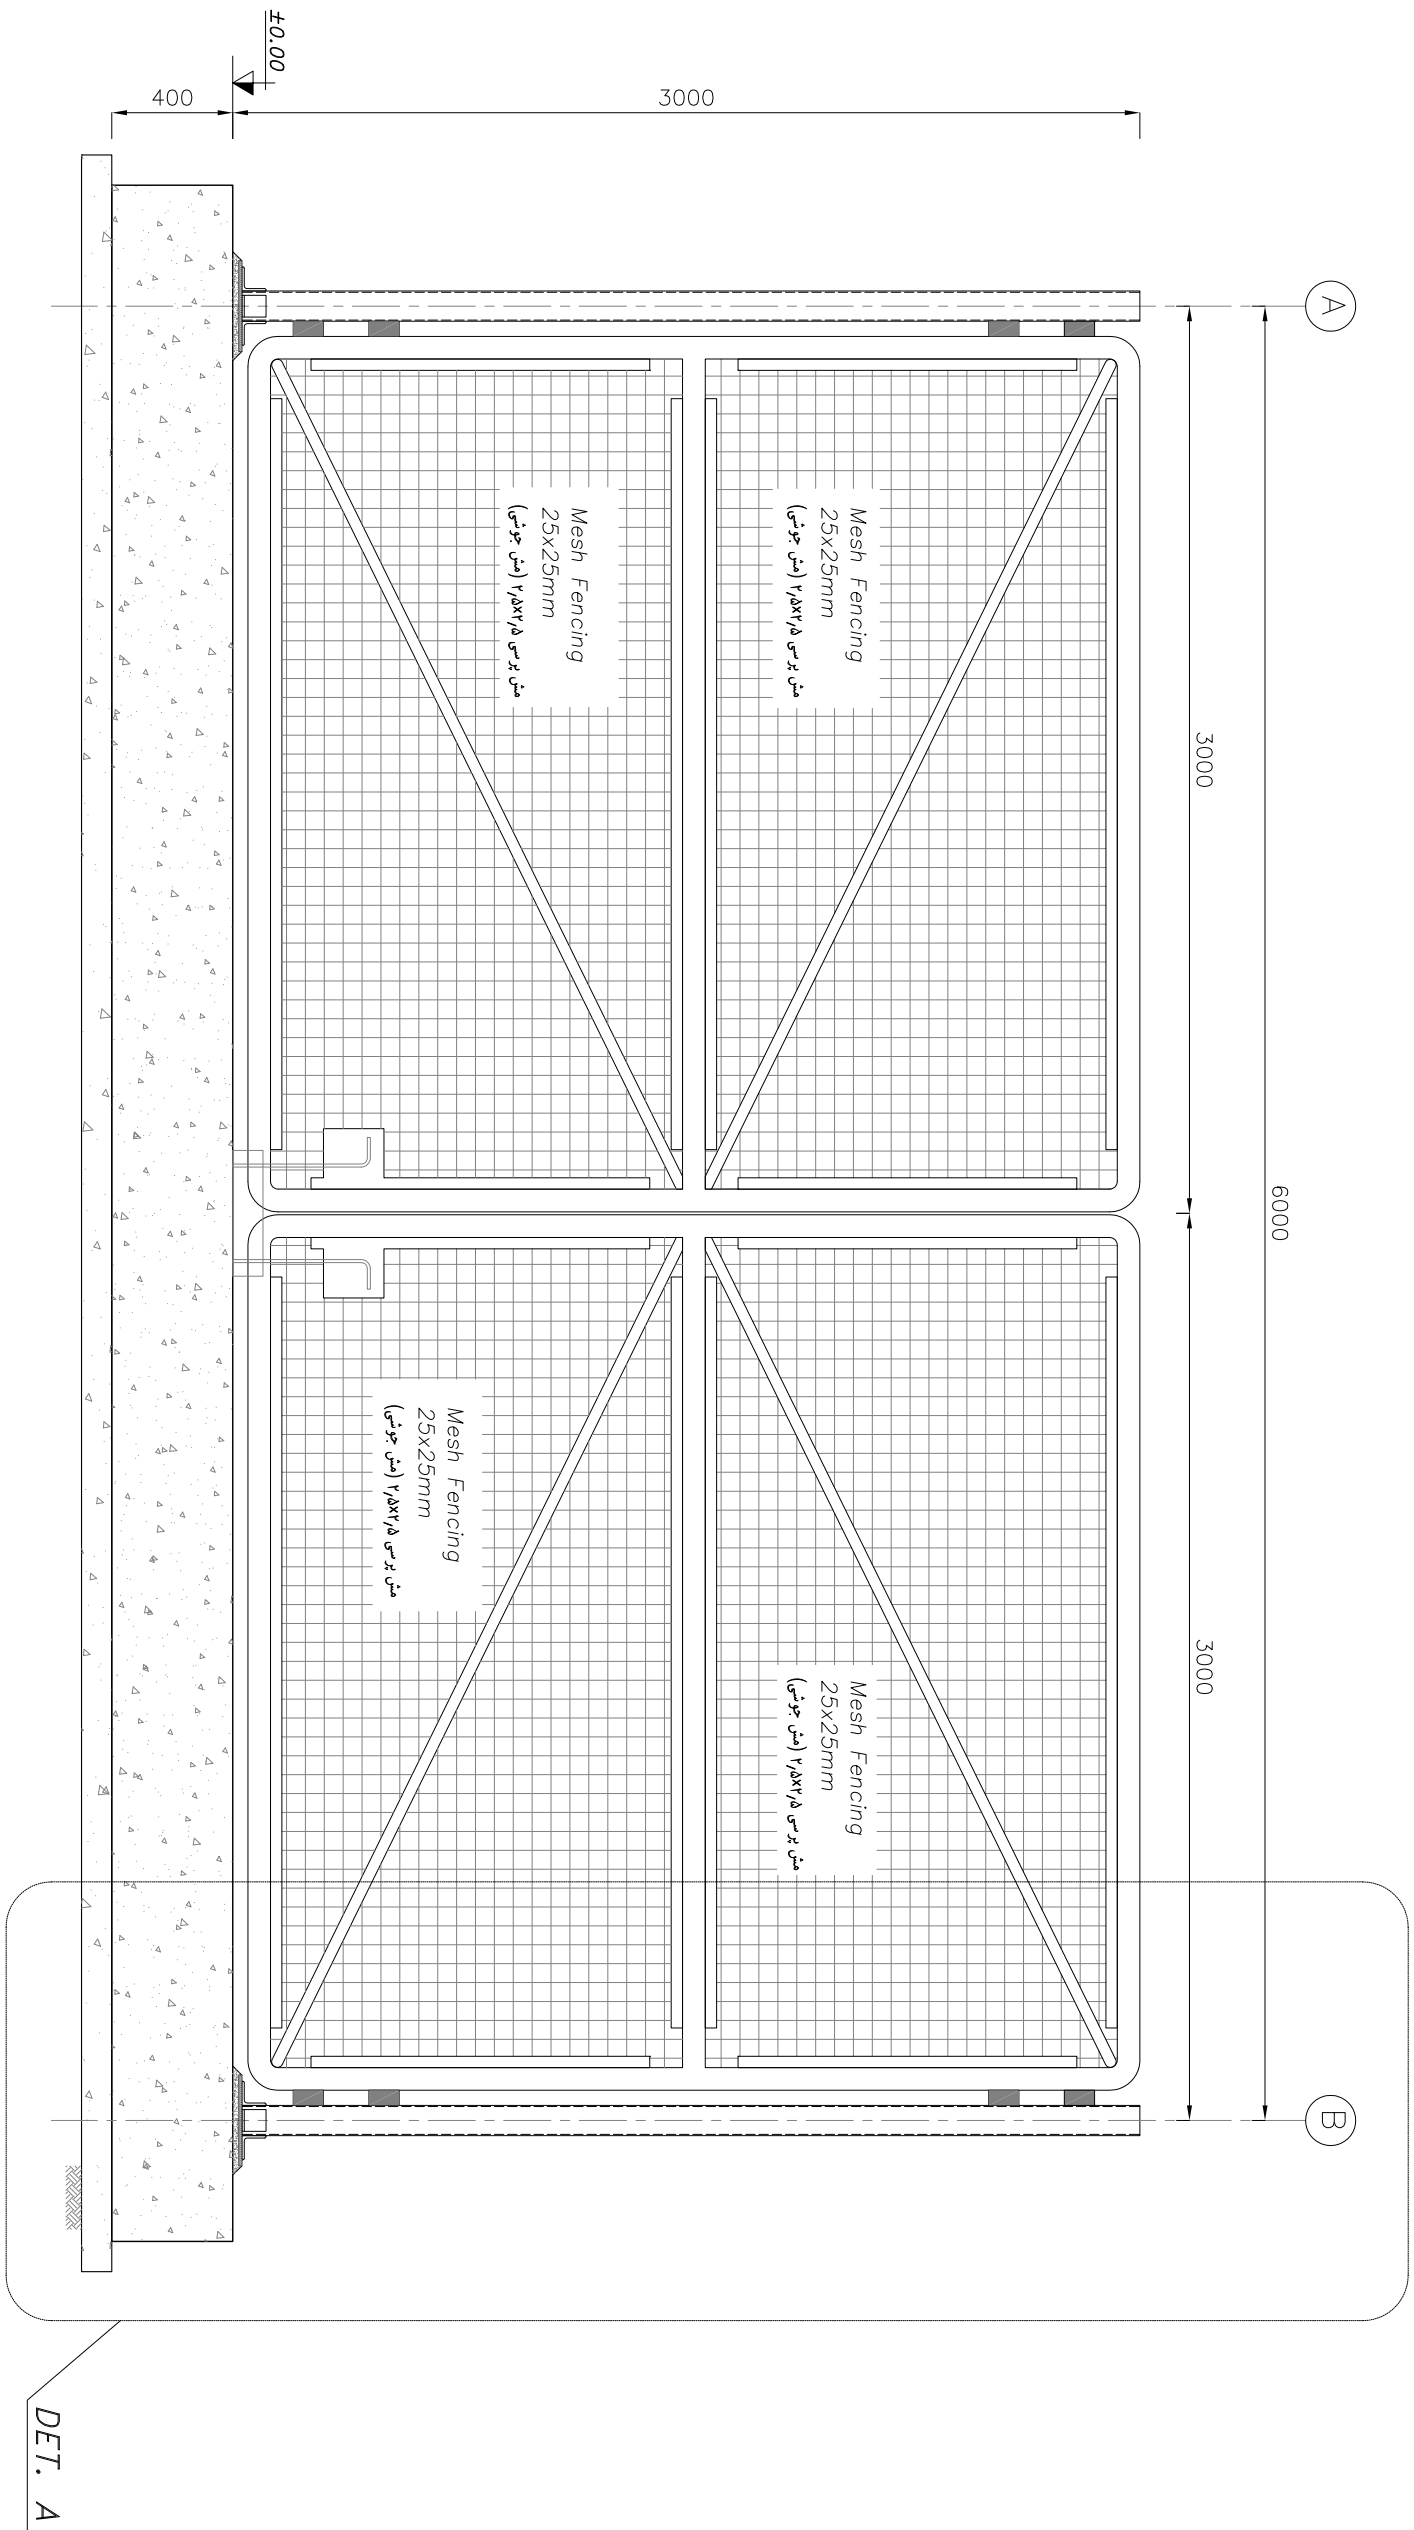 A
B
6000
3000
3000
3000
400
±0.00
Mesh Fencing
25x25mm
مش پرسی ۲٫۵x۲٫۵ (مش جوشی)
Mesh Fencing
25x25mm
مش پرسی ۲٫۵x۲٫۵ (مش جوشی)
Mesh Fencing
25x25mm
مش پرسی ۲٫۵x۲٫۵ (مش جوشی)
Mesh Fencing
25x25mm
مش پرسی ۲٫۵x۲٫۵ (مش جوشی)
DET. A